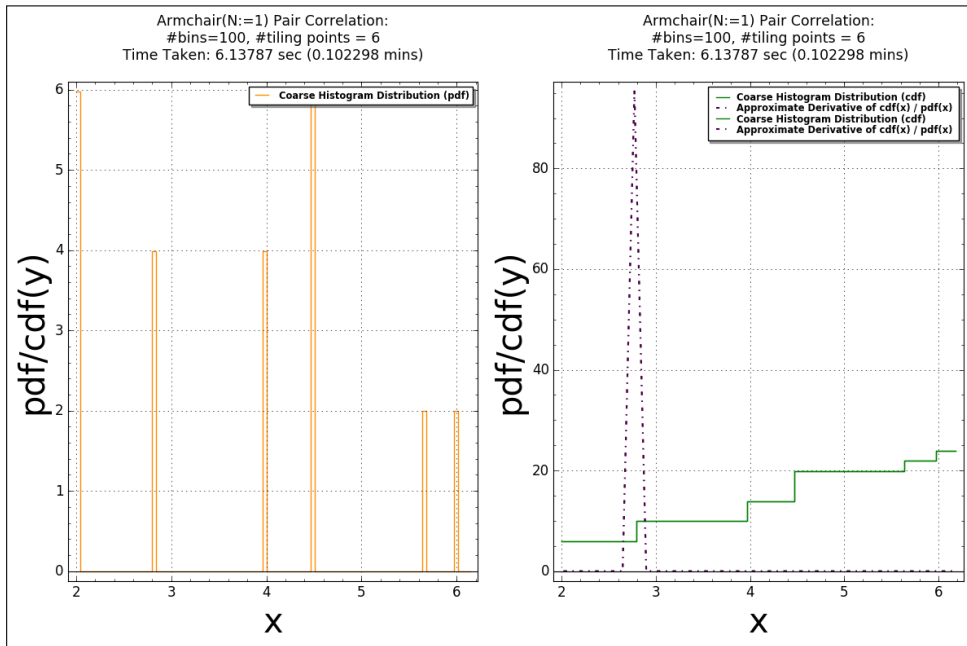 Armchair(N:=1) Pair Correlation:
#bins=100, #tiling points = 6
Time Taken: 6.13787 sec (0.102298 mins)
Coarse Histogram Distribution (pdf)
6
5
4
3
2
1
0
2
3
4
5
6
pdf/cdf(y)
x
Armchair(N:=1) Pair Correlation:
#bins=100, #tiling points = 6
Time Taken: 6.13787 sec (0.102298 mins)
Coarse Histogram Distribution (cdf)
Approximate Derivative of cdf(x) / pdf(x)
Coarse Histogram Distribution (cdf)
Approximate Derivative of cdf(x) / pdf(x)
80
60
40
20
0
2
3
4
5
6
pdf/cdf(y)
x